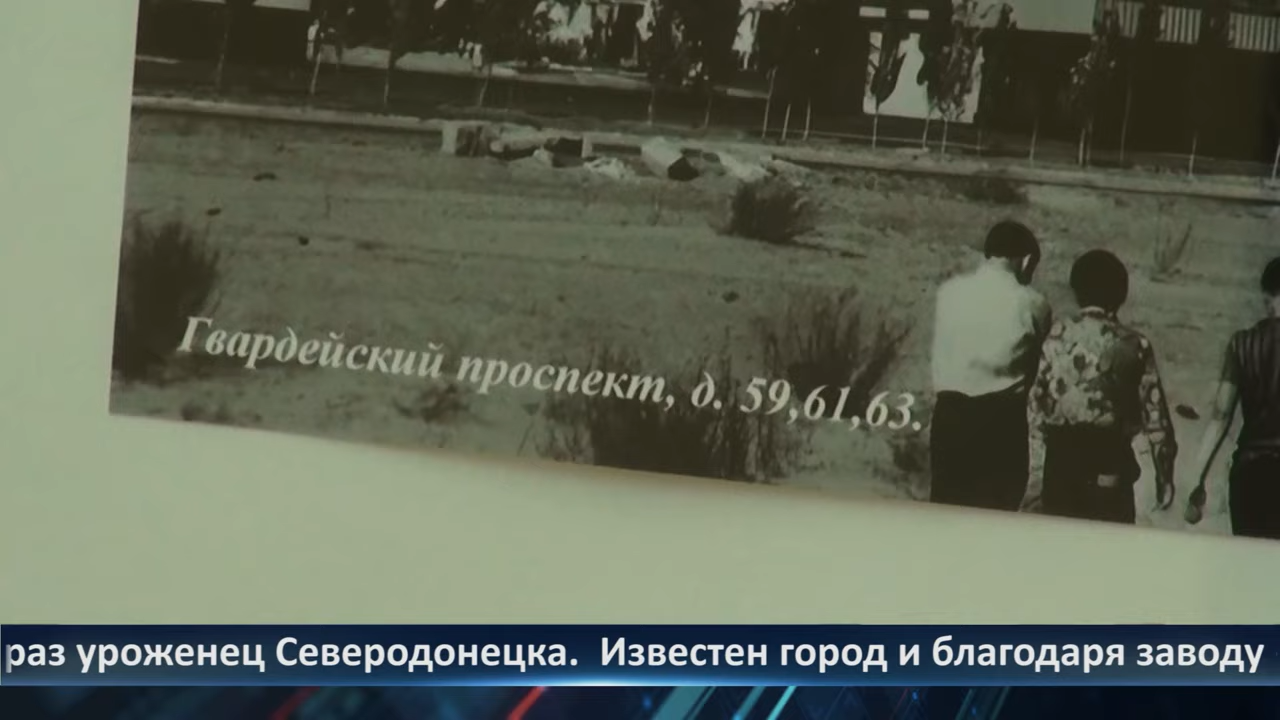 Гвардейский проспект, д. 59,61,63.
раз уроженец Северодонецка. Известен город и благодаря заводу